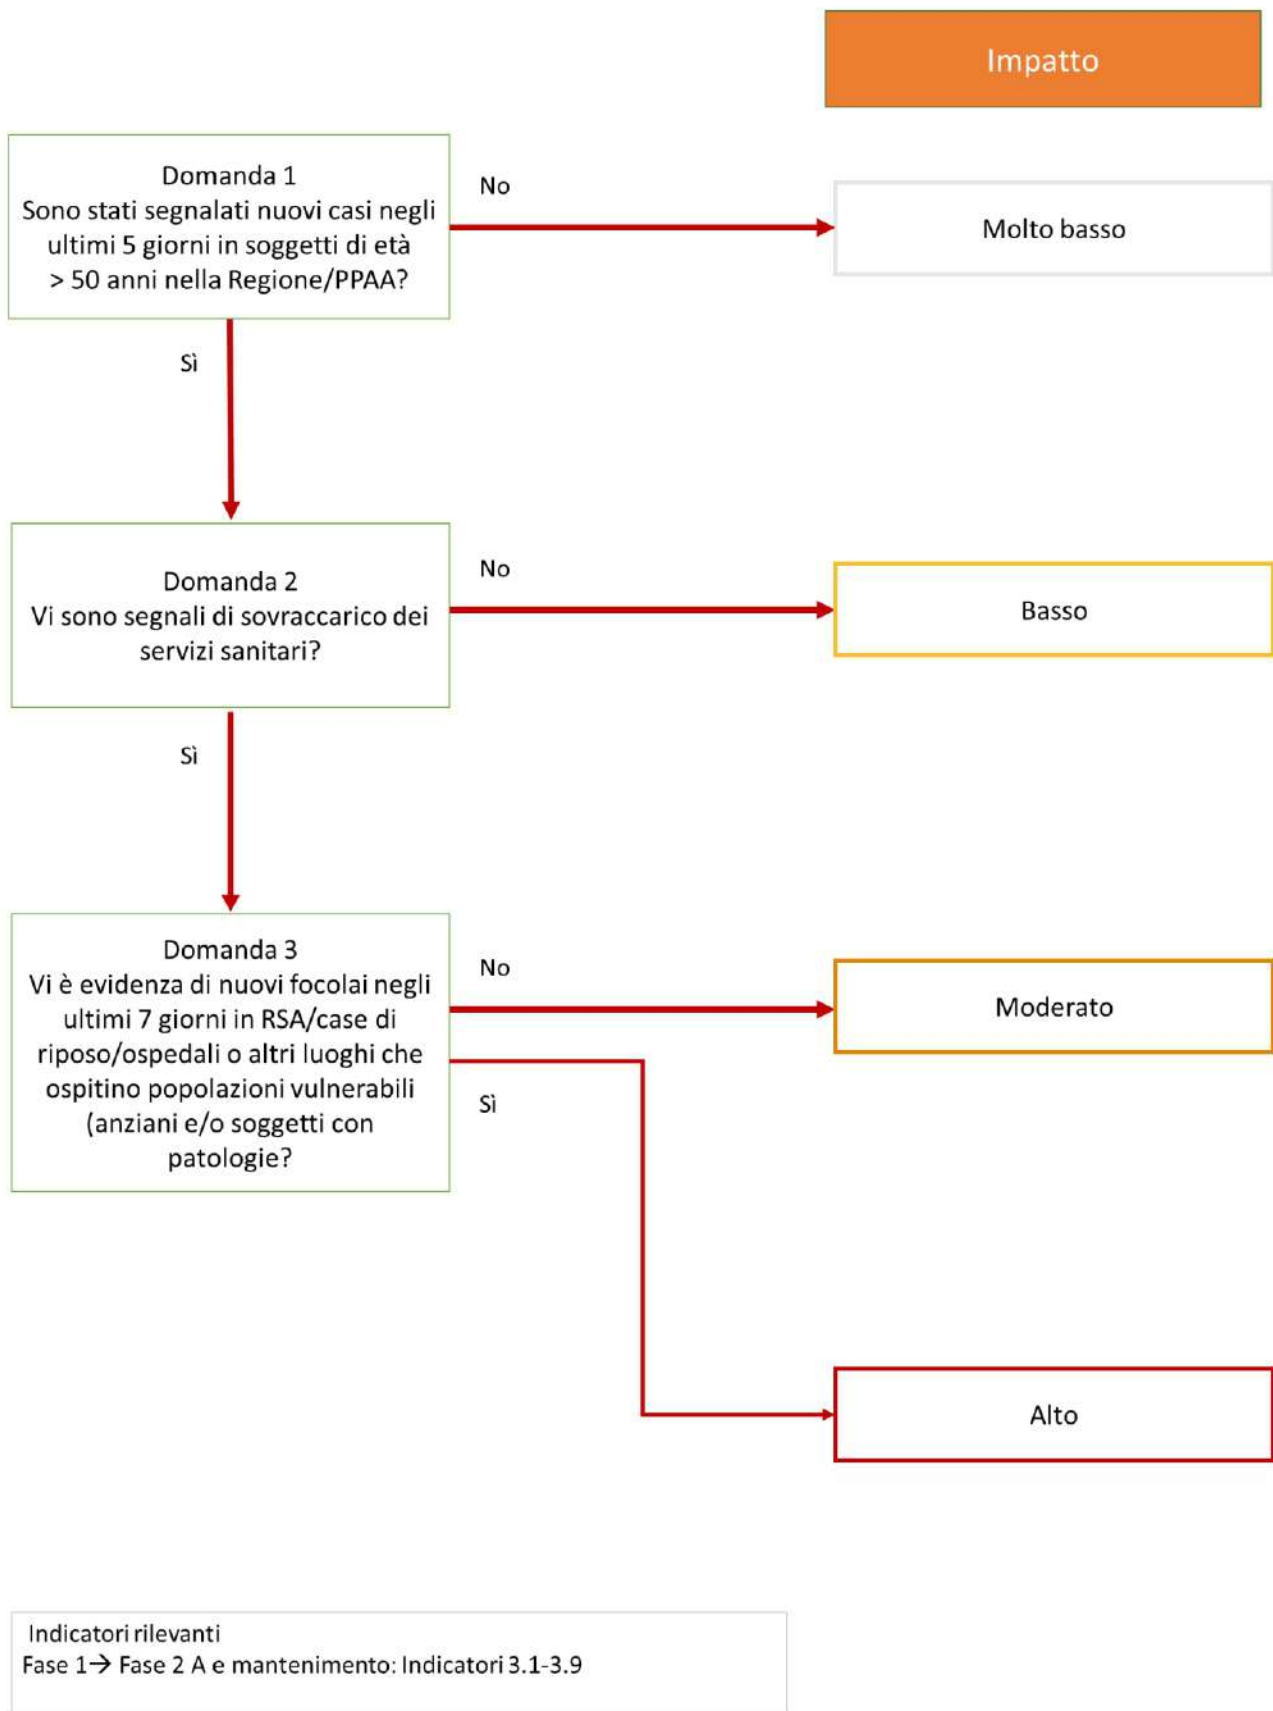 Impatto
Domanda 1
Sono stati segnalati nuovi casi negli
ultimi 5 giorni in soggetti di età
> 50 anni nella Regione/PPAA?
No
Molto basso
Sì
Domanda 2
Vi sono segnali di sovraccarico dei
servizi sanitari?
No
Basso
Sì
Domanda 3
Vi è evidenza di nuovi focolai negli
ultimi 7 giorni in RSA/case di
riposo/ospedali o altri luoghi che
ospitino popolazioni vulnerabili
(anziani e/o soggetti con
patologie?
No
Moderato
Sì
Alto
Indicatori rilevanti
Fase 1→ Fase 2 A e mantenimento: Indicatori 3.1-3.9